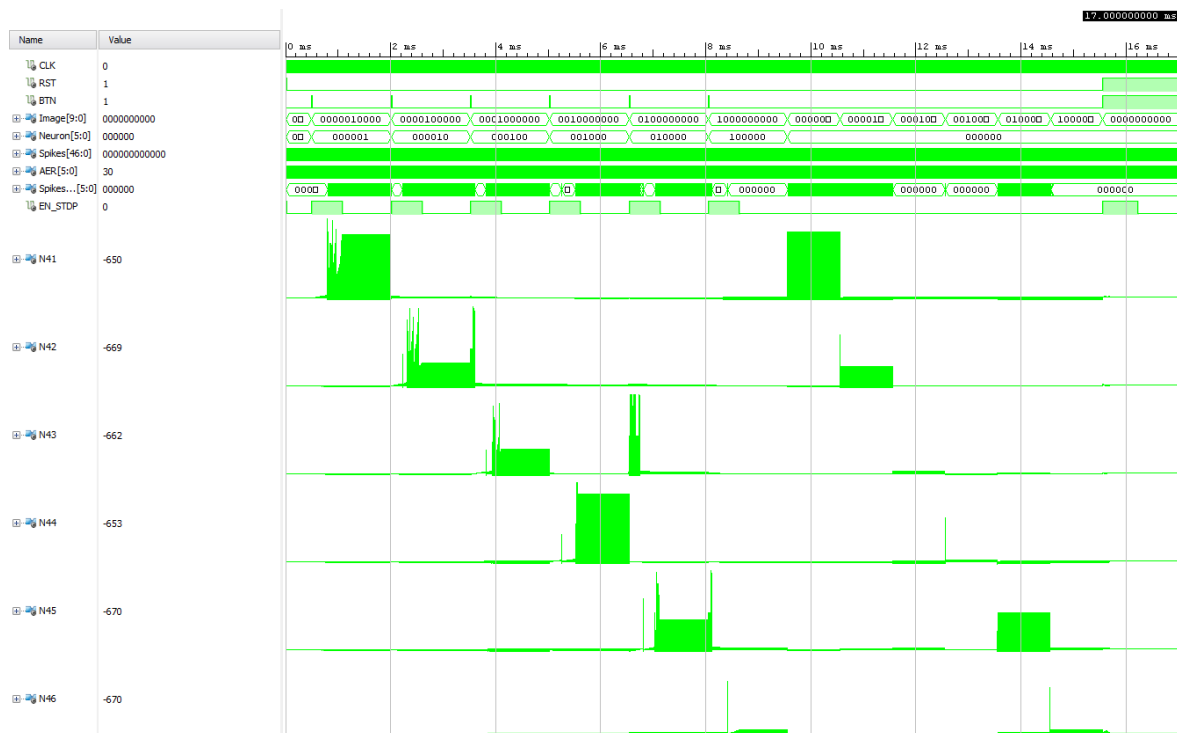 17.000000000 ms
Name Value
0 ms 2 ms 4 ms 6 ms 8 ms 10 ms 12 ms 14 ms 16 ms
CLK 0
RST 1
BTN 1
Image[9:0] 0000000000 0000010000 0000100000 0001000000 0010000000 0100000000 1000000000 0000000000
Neuron[5:0] 000000 000001 000010 000100 001000 010000 100000 000000
Spikes[46:0] 000000000000
AER[5:0] 30
Spikes...[5:0] 000000 000000 000000 000000 000000
EN_STDP 0
N41 -650
N42 -669
N43 -662
N44 -653
N45 -670
N46 -670